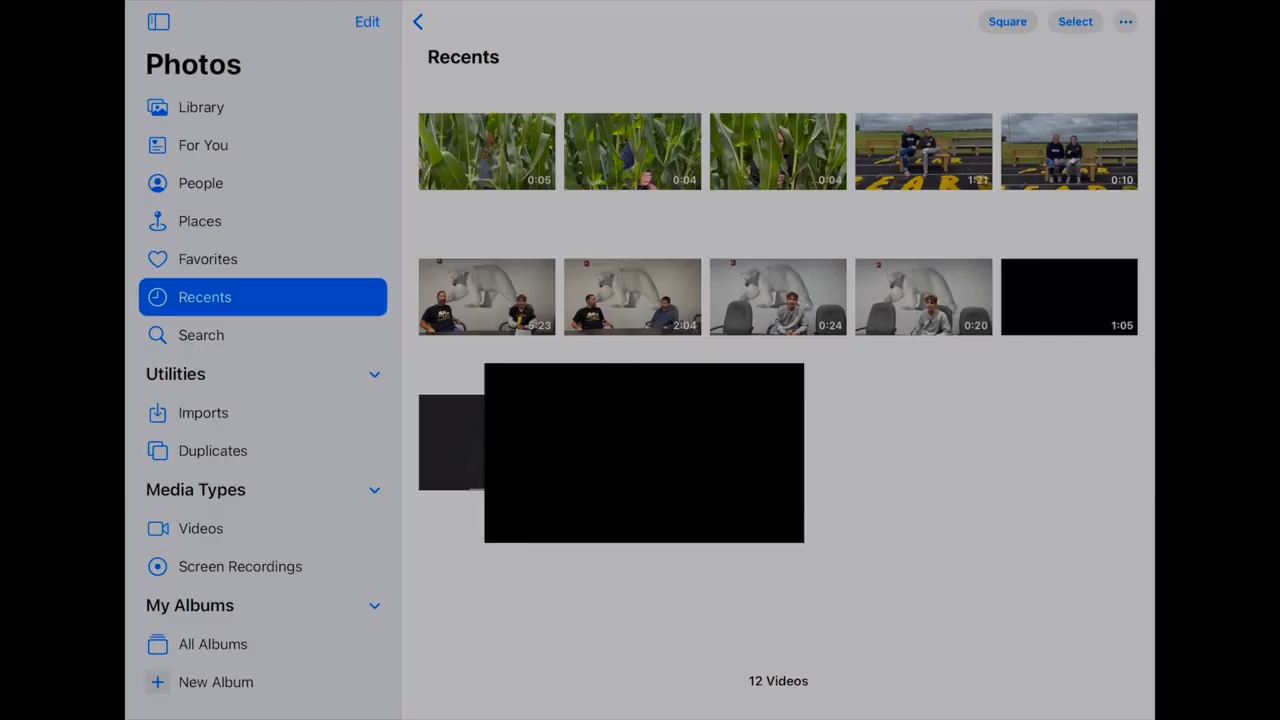 Edit
Square
Select
Photos
Recents
Library
For You
People
Places
Favorites
Recents
Search
Utilities
Imports
Duplicates
Media Types
Videos
Screen Recordings
My Albums
All Albums
New Album
0:05
0:04
0:04
1:21
0:10
5:23
2:04
0:24
0:20
1:05
12 Videos